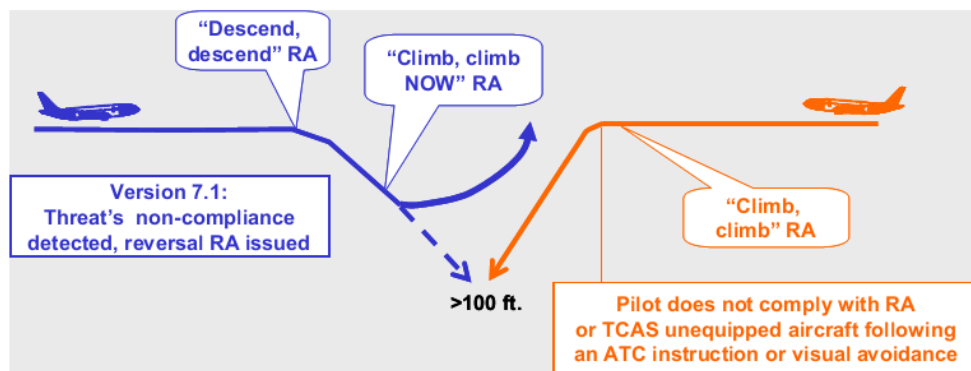 “Descend,
descend” RA
“Climb, climb
NOW” RA
Version 7.1:
Threat’s non-compliance
detected, reversal RA issued
“Climb,
climb” RA
>100 ft.
Pilot does not comply with RA
or TCAS unequipped aircraft following
an ATC instruction or visual avoidance